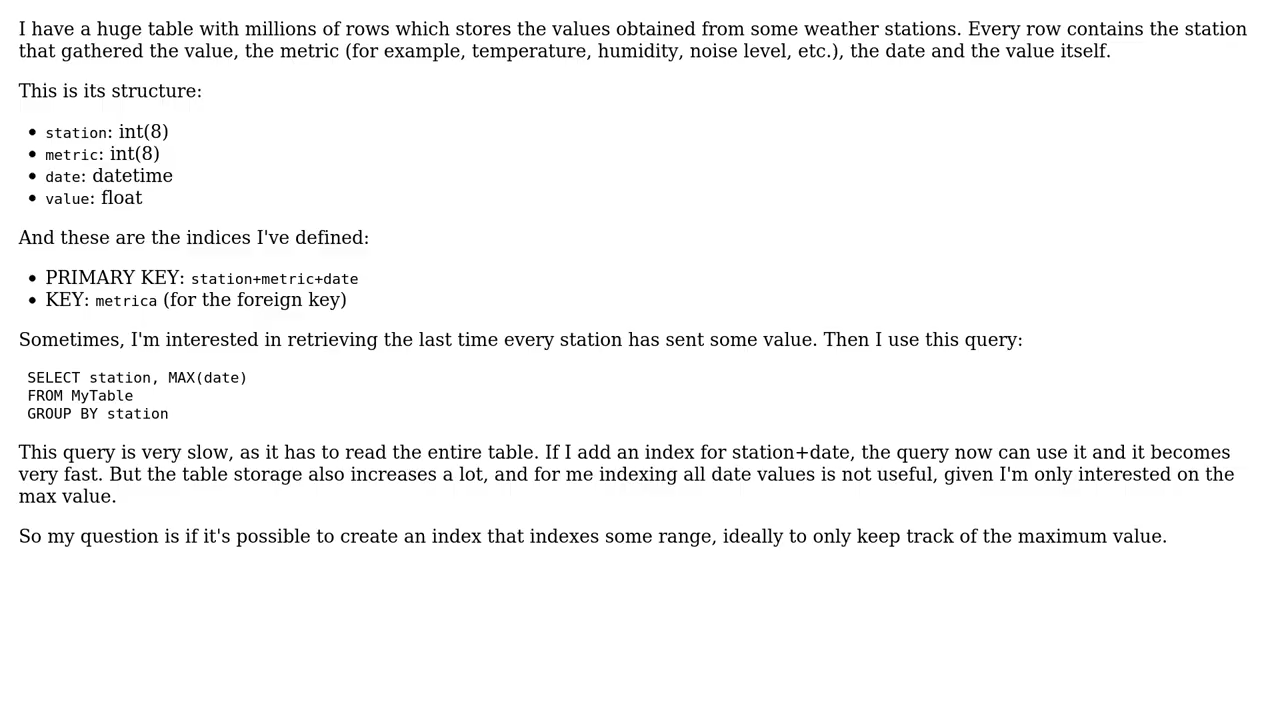 I have a huge table with millions of rows which stores the values obtained from some weather stations. Every row contains the station
that gathered the value, the metric (for example, temperature, humidity, noise level, etc.), the date and the value itself.
This is its structure:
• station: int(8)
• metric: int(8)
• date: datetime
• value: float
And these are the indices I've defined:
• PRIMARY KEY: station+metric+date
• KEY: metrica (for the foreign key)
Sometimes, I'm interested in retrieving the last time every station has sent some value. Then I use this query:
SELECT station, MAX(date)
FROM MyTable
GROUP BY station
This query is very slow, as it has to read the entire table. If I add an index for station+date, the query now can use it and it becomes
very fast. But the table storage also increases a lot, and for me indexing all date values is not useful, given I'm only interested on the
max value.
So my question is if it's possible to create an index that indexes some range, ideally to only keep track of the maximum value.